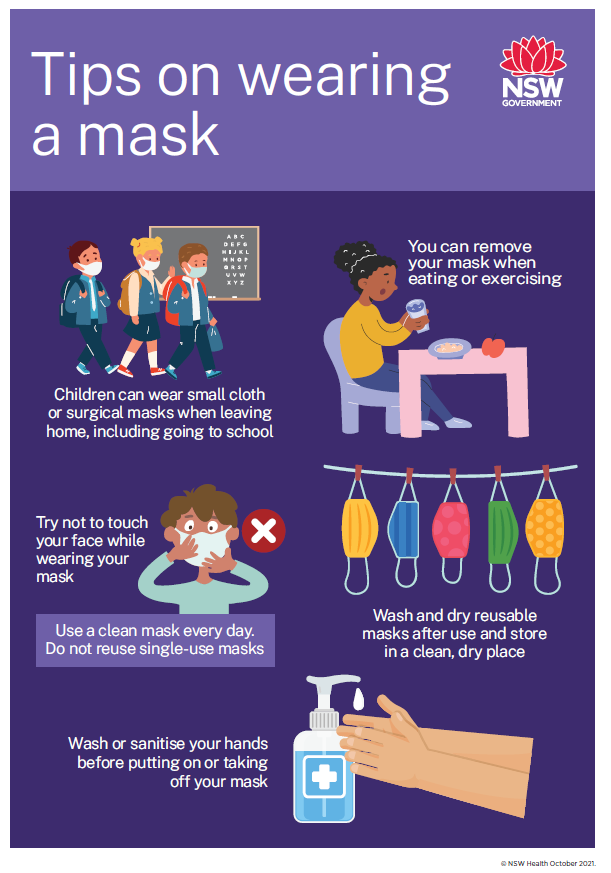 Tips on wearing
a mask
NSW
GOVERNMENT
A B C
D E F G
H I J K L
M N O P
Q R S T
U V W
X Y Z
Children can wear small cloth
or surgical masks when leaving
home, including going to school
You can remove
your mask when
eating or exercising
Try not to touch
your face while
wearing your
mask
Use a clean mask every day.
Do not reuse single-use masks
Wash and dry reusable
masks after use and store
in a clean, dry place
Wash or sanitise your hands
before putting on or taking
off your mask
© NSW Health October 2021.